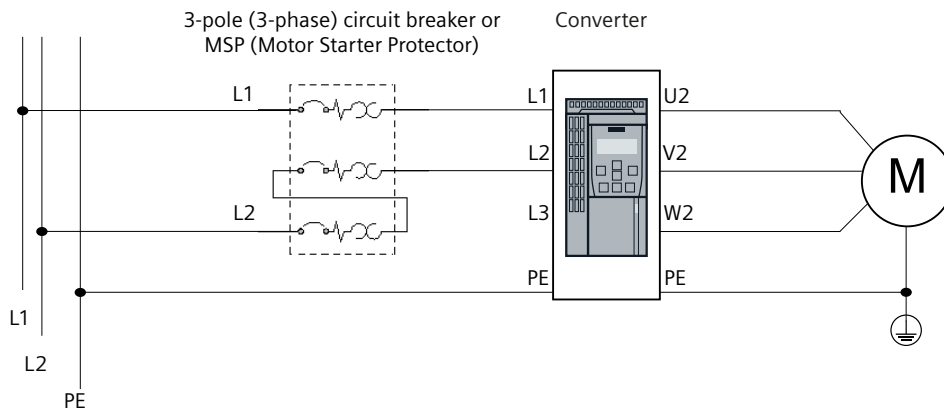 3-pole (3-phase) circuit breaker or
MSP (Motor Starter Protector)
Converter
L1
L1
U2
L2
V2
M
L2
L3
W2
PE
PE
L1
L2
PE